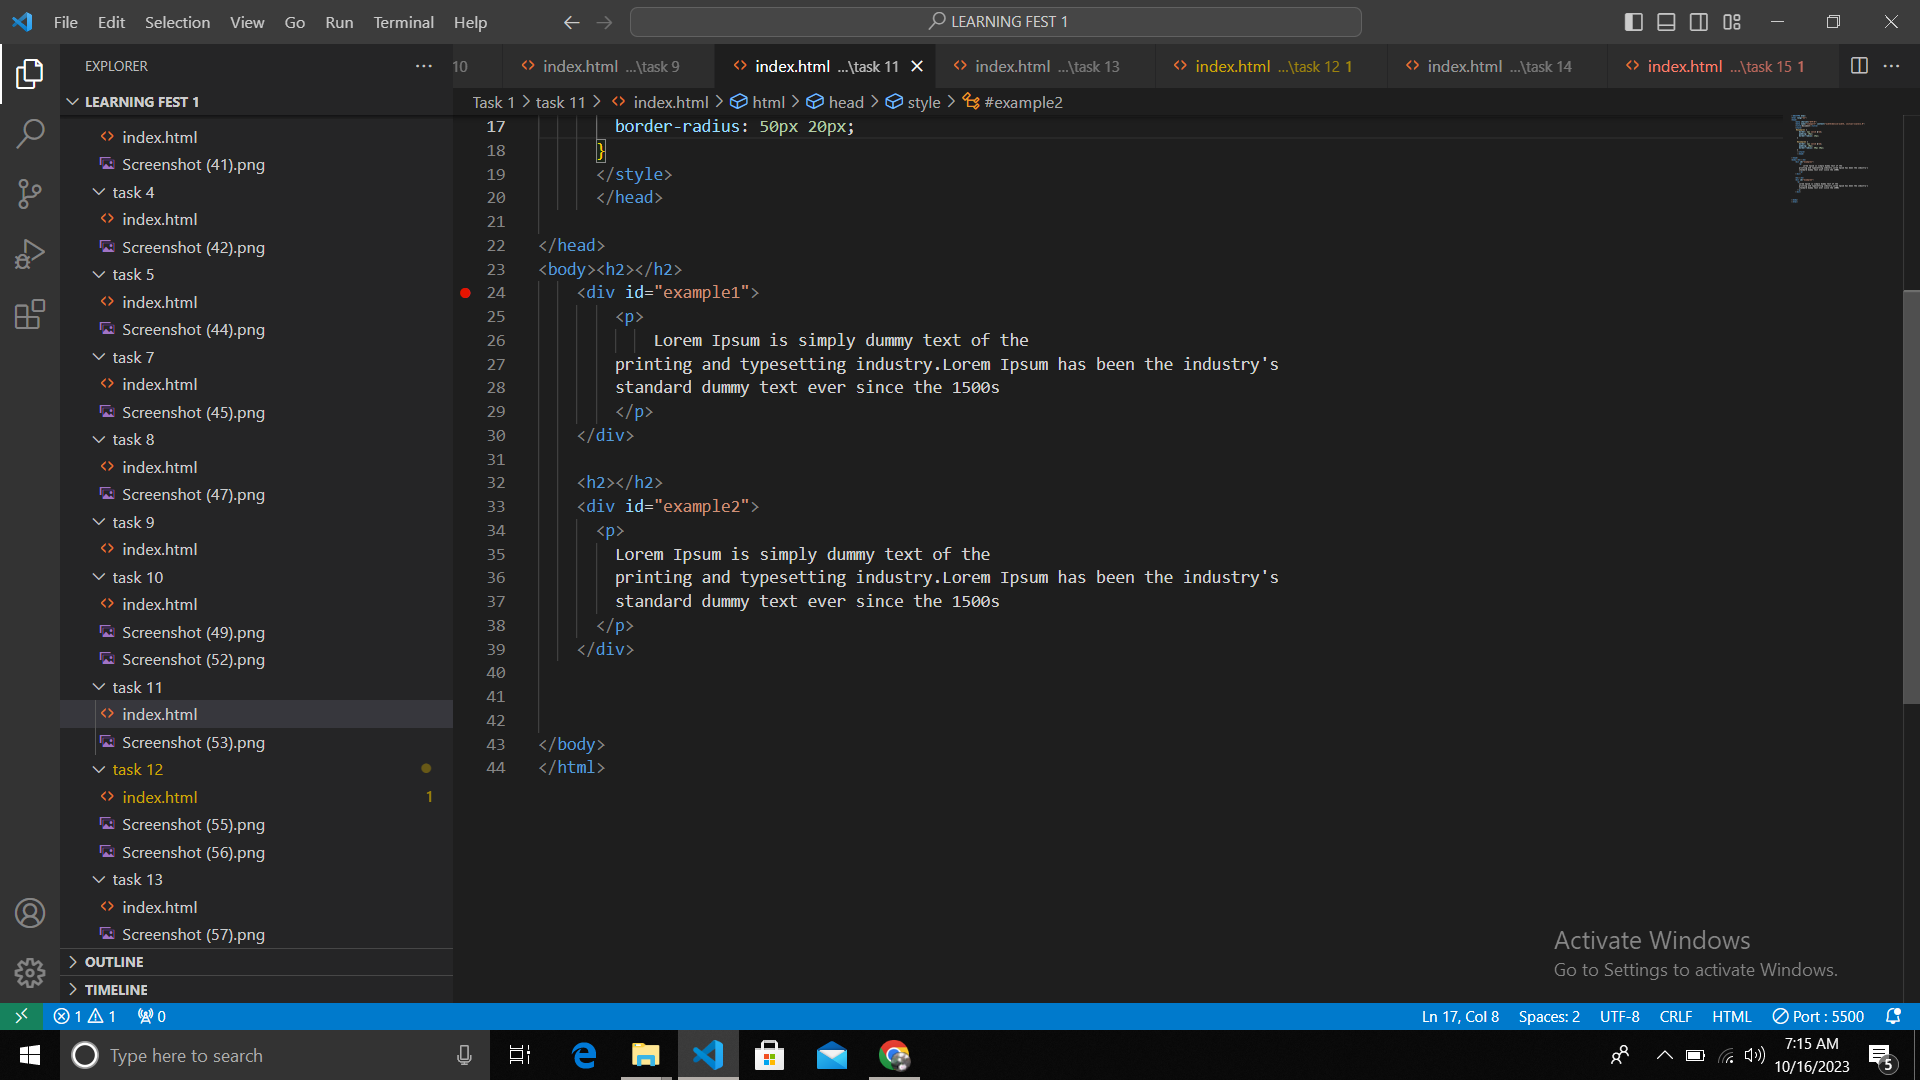 File Edit Selection View Go Run Terminal Help
LEARNING FEST 1
EXPLORER
10 index.html ...\task 9 index.html ...\task 11 index.html ...\task 13 index.html ...\task 12 1 index.html ...\task 14 index.html ...\task 15 1
LEARNING FEST 1
Task 1 > task 11 > index.html > html > head > style > #example2
index.html
Screenshot (41).png
task 4
index.html
Screenshot (42).png
task 5
index.html
Screenshot (44).png
task 7
index.html
Screenshot (45).png
task 8
index.html
Screenshot (47).png
task 9
index.html
task 10
index.html
Screenshot (49).png
Screenshot (52).png
task 11
index.html
Screenshot (53).png
task 12
index.html 1
Screenshot (55).png
Screenshot (56).png
task 13
index.html
Screenshot (57).png
OUTLINE
TIMELINE
17 border-radius: 50px 20px;
18 }
19 </style>
20 </head>
21
22 </head>
23 <body><h2></h2>
24 <div id="example1">
25 <p>
26 Lorem Ipsum is simply dummy text of the
27 printing and typesetting industry.Lorem Ipsum has been the industry's
28 standard dummy text ever since the 1500s
29 </p>
30 </div>
31
32 <h2></h2>
33 <div id="example2">
34 <p>
35 Lorem Ipsum is simply dummy text of the
36 printing and typesetting industry.Lorem Ipsum has been the industry's
37 standard dummy text ever since the 1500s
38 </p>
39 </div>
40
41
42
43 </body>
44 </html>
Activate Windows
Go to Settings to activate Windows.
1 1 0
Ln 17, Col 8 Spaces: 2 UTF-8 CRLF HTML Port : 5500
Type here to search
7:15 AM
10/16/2023
5